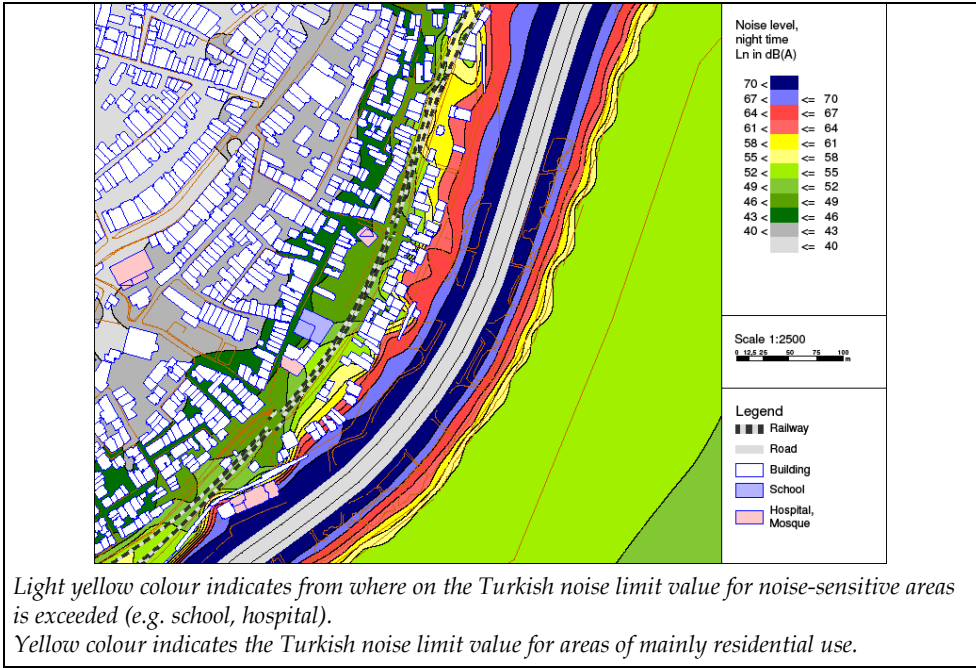 Noise level,
night time
Ln in dB(A)
70 <
67 < <= 70
64 < <= 67
61 < <= 64
58 < <= 61
55 < <= 58
52 < <= 55
49 < <= 52
46 < <= 49
43 < <= 46
40 < <= 43
<= 40
Scale 1:2500
0 12,5 25 50 75 100
m
Legend
Railway
Road
Building
School
Hospital,
Mosque
Light yellow colour indicates from where on the Turkish noise limit value for noise-sensitive areas
is exceeded (e.g. school, hospital).
Yellow colour indicates the Turkish noise limit value for areas of mainly residential use.